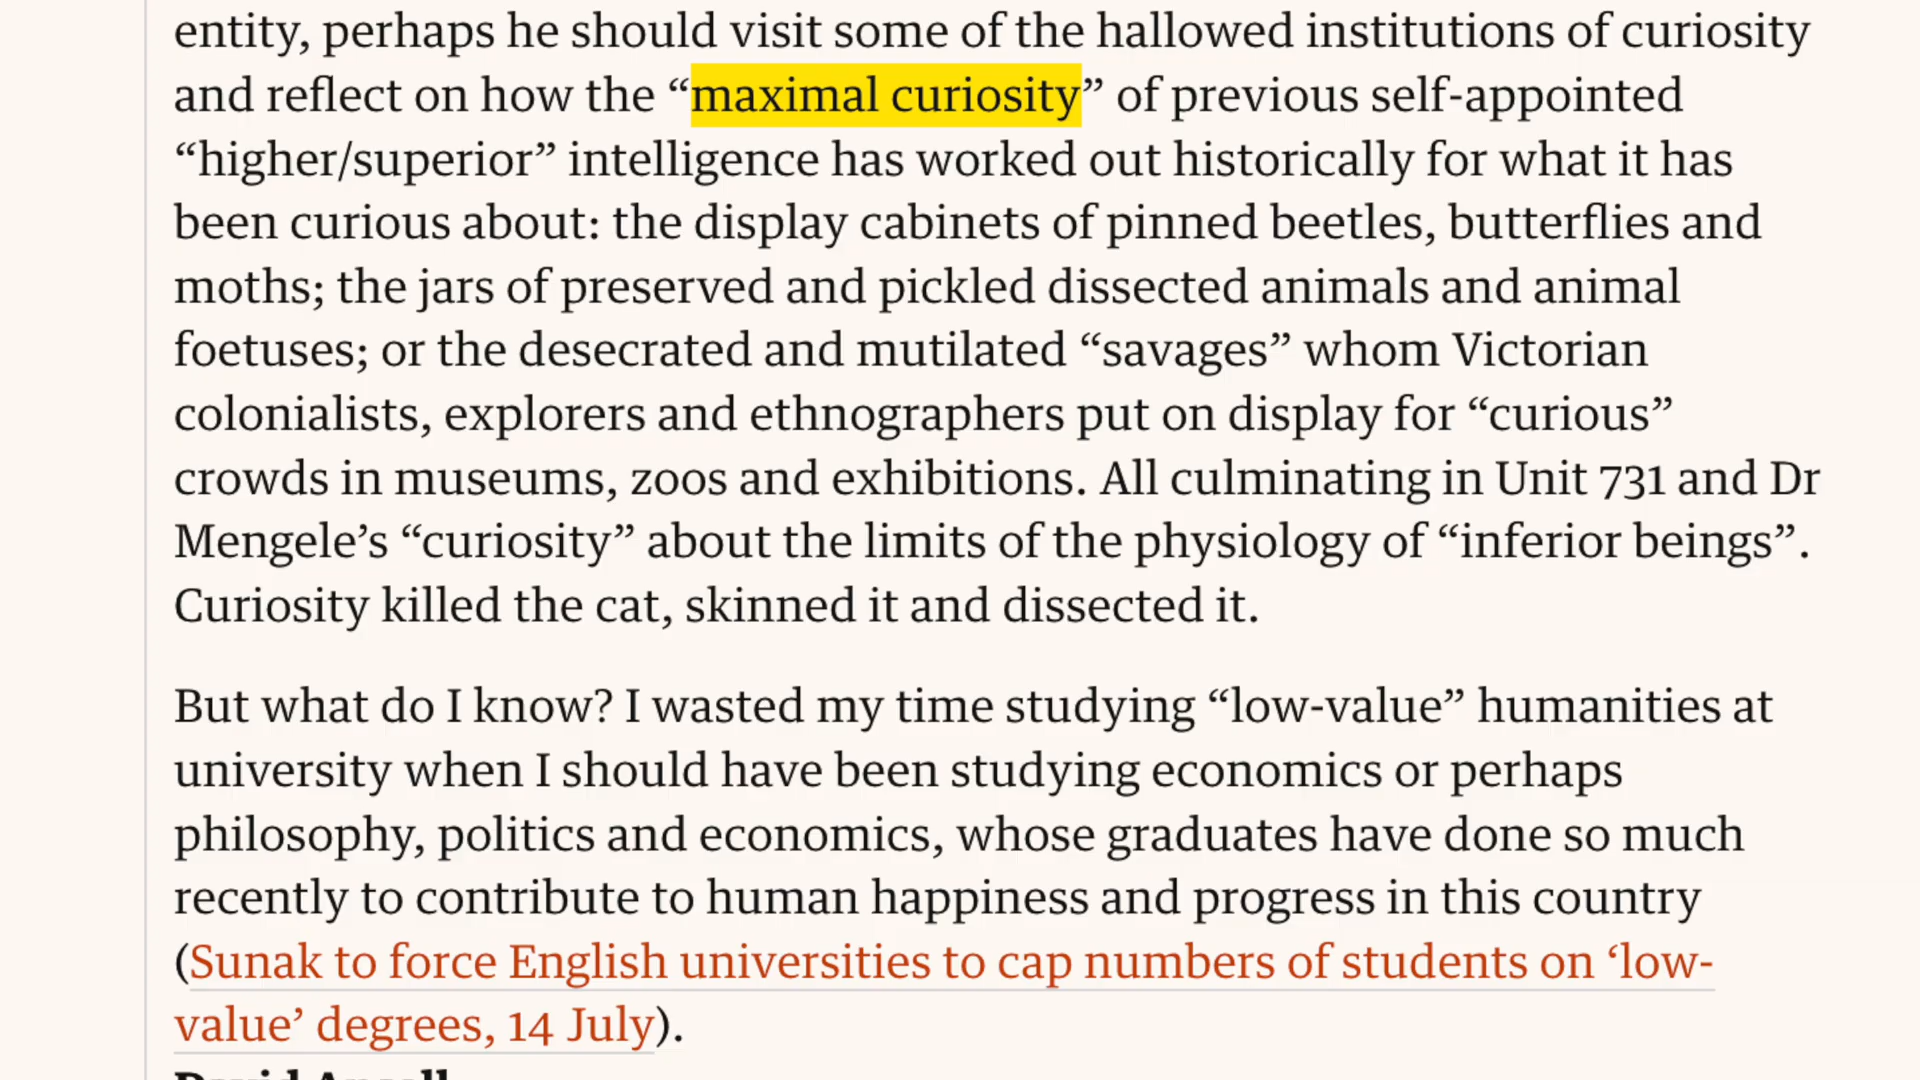 entity, perhaps he should visit some of the hallowed institutions of curiosity
and reflect on how the “maximal curiosity” of previous self-appointed
“higher/superior” intelligence has worked out historically for what it has
been curious about: the display cabinets of pinned beetles, butterflies and
moths; the jars of preserved and pickled dissected animals and animal
foetuses; or the desecrated and mutilated “savages” whom Victorian
colonialists, explorers and ethnographers put on display for “curious”
crowds in museums, zoos and exhibitions. All culminating in Unit 731 and Dr
Mengele’s “curiosity” about the limits of the physiology of “inferior beings”.
Curiosity killed the cat, skinned it and dissected it.
But what do I know? I wasted my time studying “low-value” humanities at
university when I should have been studying economics or perhaps
philosophy, politics and economics, whose graduates have done so much
recently to contribute to human happiness and progress in this country
(Sunak to force English universities to cap numbers of students on ‘low-
value’ degrees, 14 July).
David